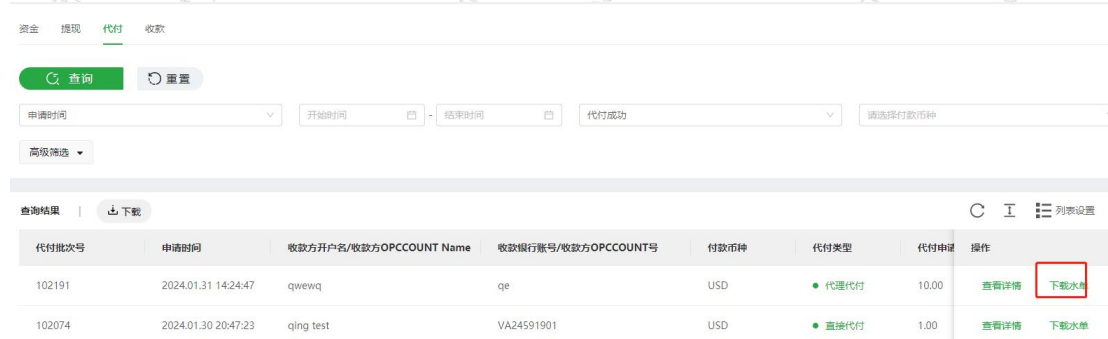 资金 提现 代付 收款
查询 重置
申请时间 开始时间 - 结束时间 代付成功 请选择付款币种
高级筛选
查询结果 | 下载 列表设置
代付批次号 申请时间 收款方开户名/收款方OPCCOUNT Name 收款银行账号/收款方OPCCOUNT号 付款币种 代付类型 代付申 操作
102191 2024.01.31 14:24:47 qwewq qe USD 代理代付 10.00 查看详情 下载水单
102074 2024.01.30 20:47:23 qing test VA24591901 USD 直接代付 1.00 查看详情 下载水单